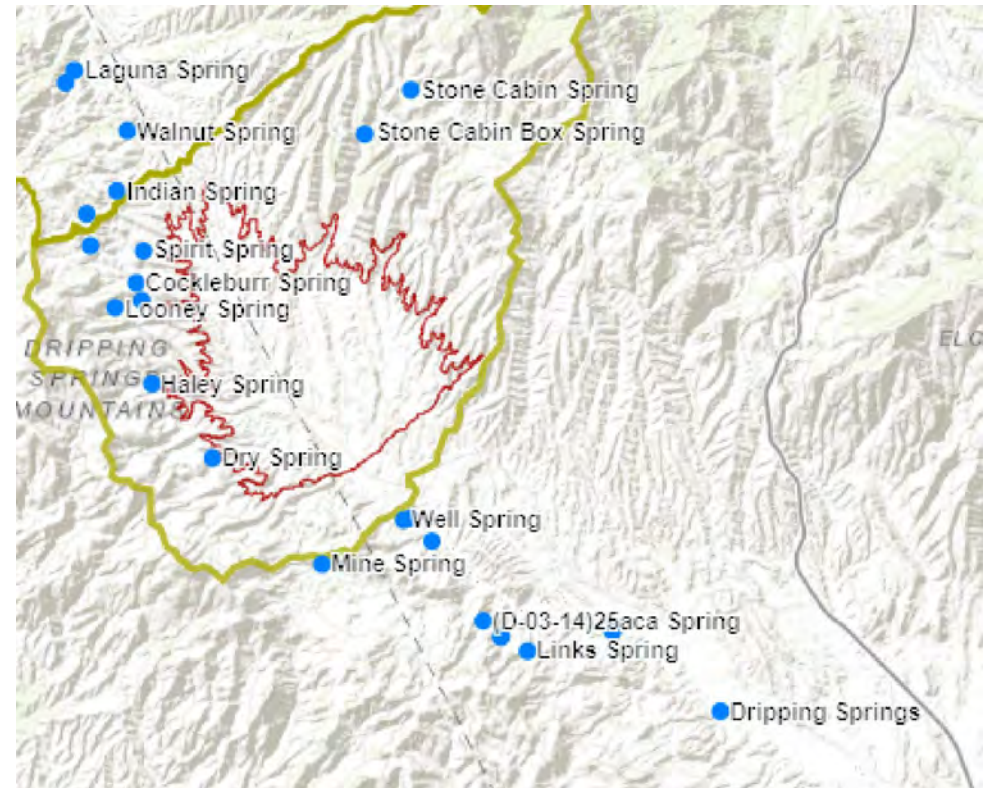 Laguna Spring
Stone Cabin Spring
Walnut Spring
Stone Cabin Box Spring
Indian Spring
Spirit Spring
Cockleburr Spring
Looney Spring
DRIPPING
SPRINGS
MOUNTAINS
ELC
Haley Spring
Dry Spring
Well Spring
Mine Spring
(D-03-14)25aca Spring
Links Spring
Dripping Springs